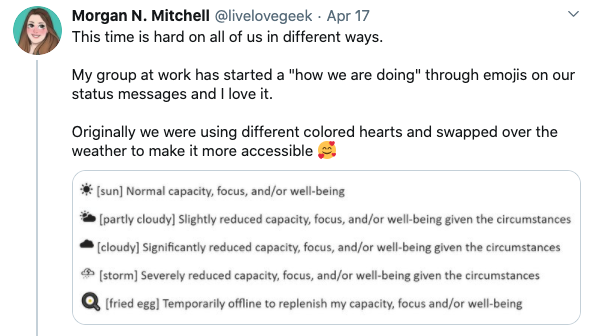 Morgan N. Mitchell @livelovegeek · Apr 17
This time is hard on all of us in different ways.
My group at work has started a "how we are doing" through emojis on our
status messages and I love it.
Originally we were using different colored hearts and swapped over the
weather to make it more accessible 🥰
[sun] Normal capacity, focus, and/or well-being
[partly cloudy] Slightly reduced capacity, focus, and/or well-being given the circumstances
[cloudy] Significantly reduced capacity, focus, and/or well-being given the circumstances
[storm] Severely reduced capacity, focus, and/or well-being given the circumstances
[fried egg] Temporarily offline to replenish my capacity, focus and/or well-being